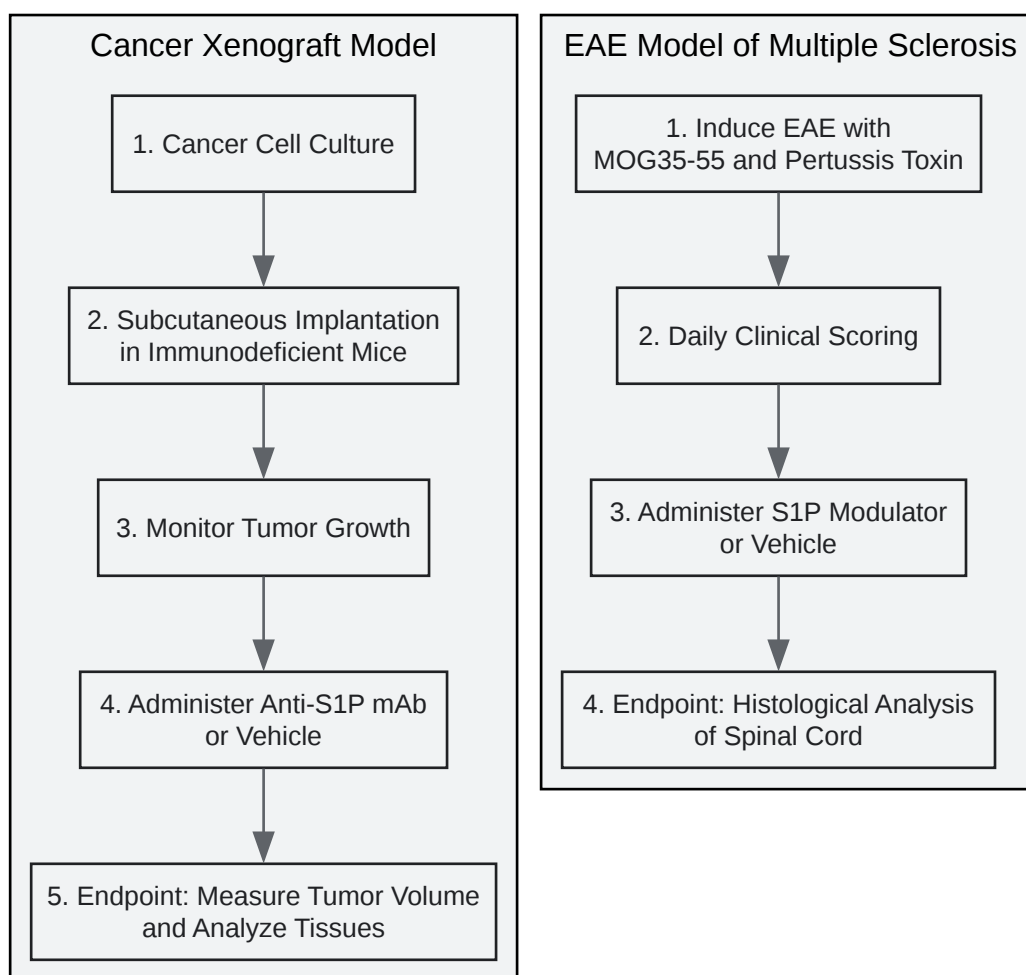 Cancer Xenograft Model
1. Cancer Cell Culture
2. Subcutaneous Implantation
in Immunodeficient Mice
3. Monitor Tumor Growth
4. Administer Anti-S1P mAb
or Vehicle
5. Endpoint: Measure Tumor Volume
and Analyze Tissues
EAE Model of Multiple Sclerosis
1. Induce EAE with
MOG35-55 and Pertussis Toxin
2. Daily Clinical Scoring
3. Administer S1P Modulator
or Vehicle
4. Endpoint: Histological Analysis
of Spinal Cord